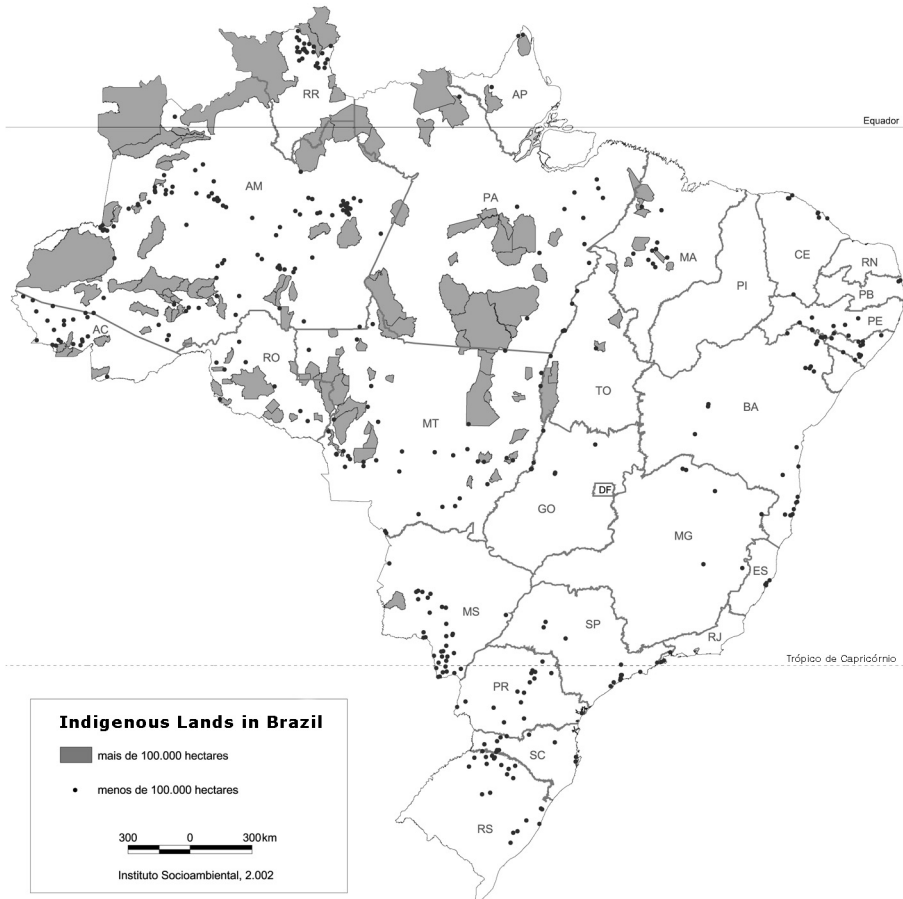 RR
AP
Equador
AM
PA
MA
CE
RN
PI
PB
PE
AC
RO
TO
BA
MT
DF
GO
MG
ES
MS
SP
RJ
Trópico de Capricórnio
PR
SC
RS
Indigenous Lands in Brazil
mais de 100.000 hectares
menos de 100.000 hectares
300 0 300km
Instituto Socioambiental, 2.002